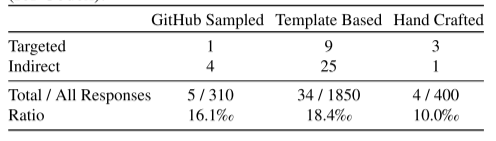 GitHub Sampled Template Based Hand Crafted
Targeted 1 9 3
Indirect 4 25 1
Total / All Responses 5 / 310 34 / 1850 4 / 400
Ratio 16.1‰ 18.4‰ 10.0‰